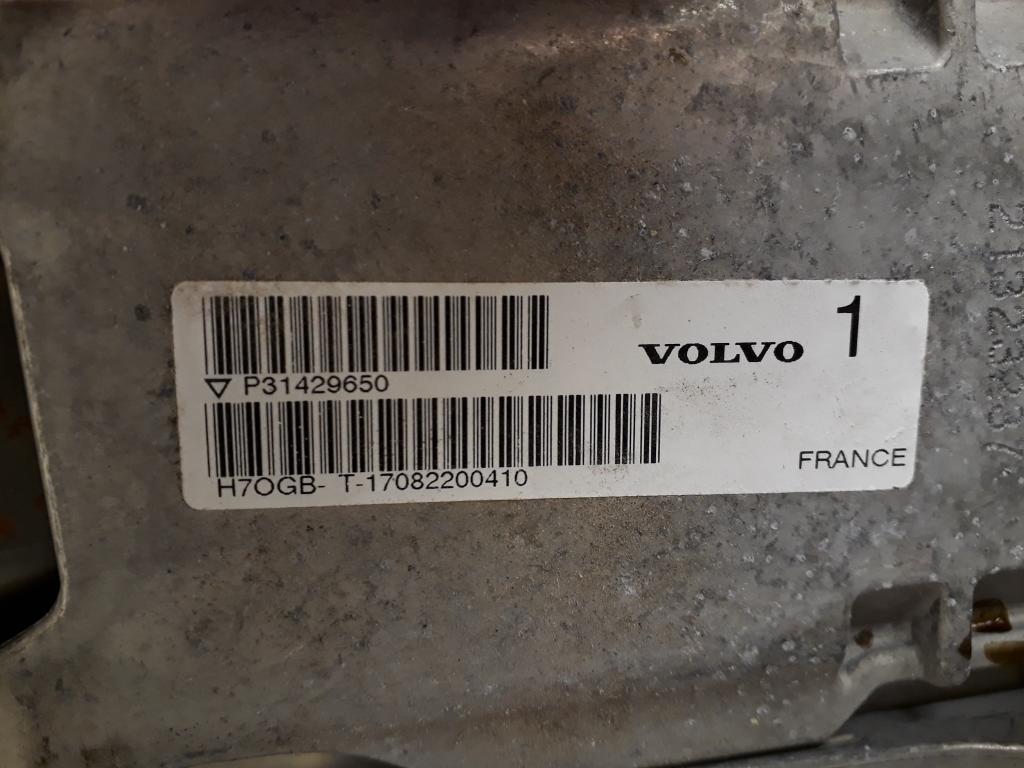 VOLVO 1
P31429650
H7OGB- T-17082200410
FRANCE